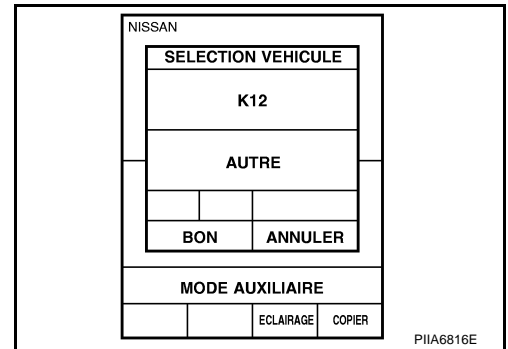 NISSAN
SELECTION VEHICULE
K12
AUTRE
BON ANNULER
MODE AUXILIAIRE
ECLAIRAGE COPIER
PIIA6816E